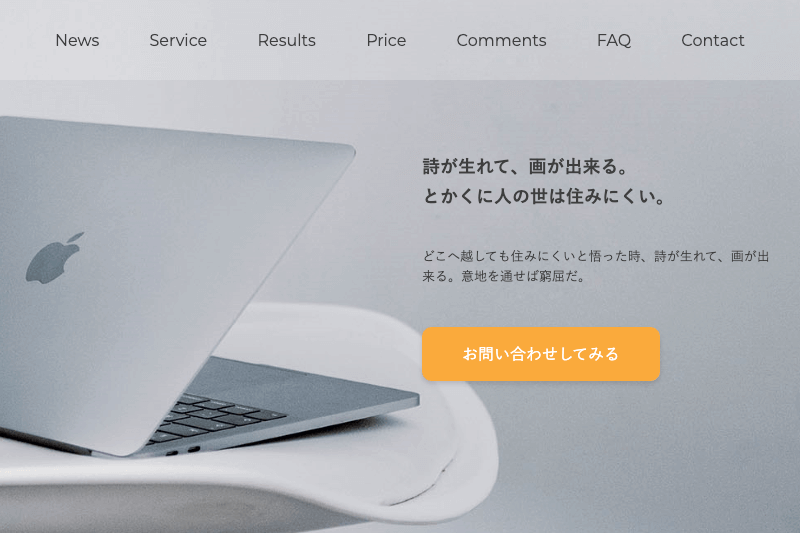 News Service Results Price Comments FAQ Contact
詩が生れて、画が出来る。
とかくに人の世は住みにくい。
どこへ越しても住みにくいと悟った時、詩が生れて、画が出
来る。意地を通せば窮屈だ。
お問い合わせしてみる